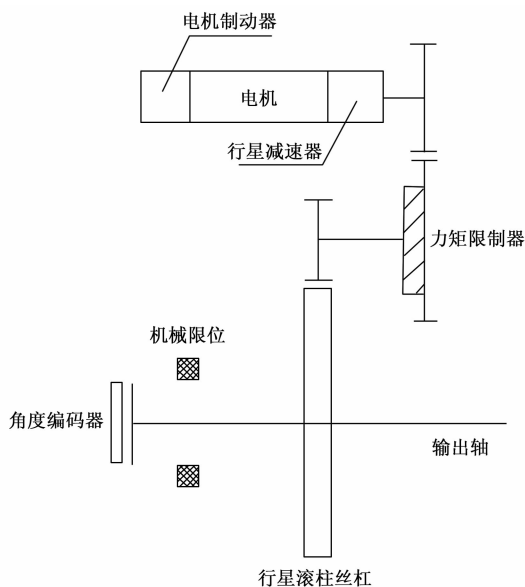 电机制动器
电机
行星减速器
力矩限制器
机械限位
角度编码器
输出轴
行星滚柱丝杠